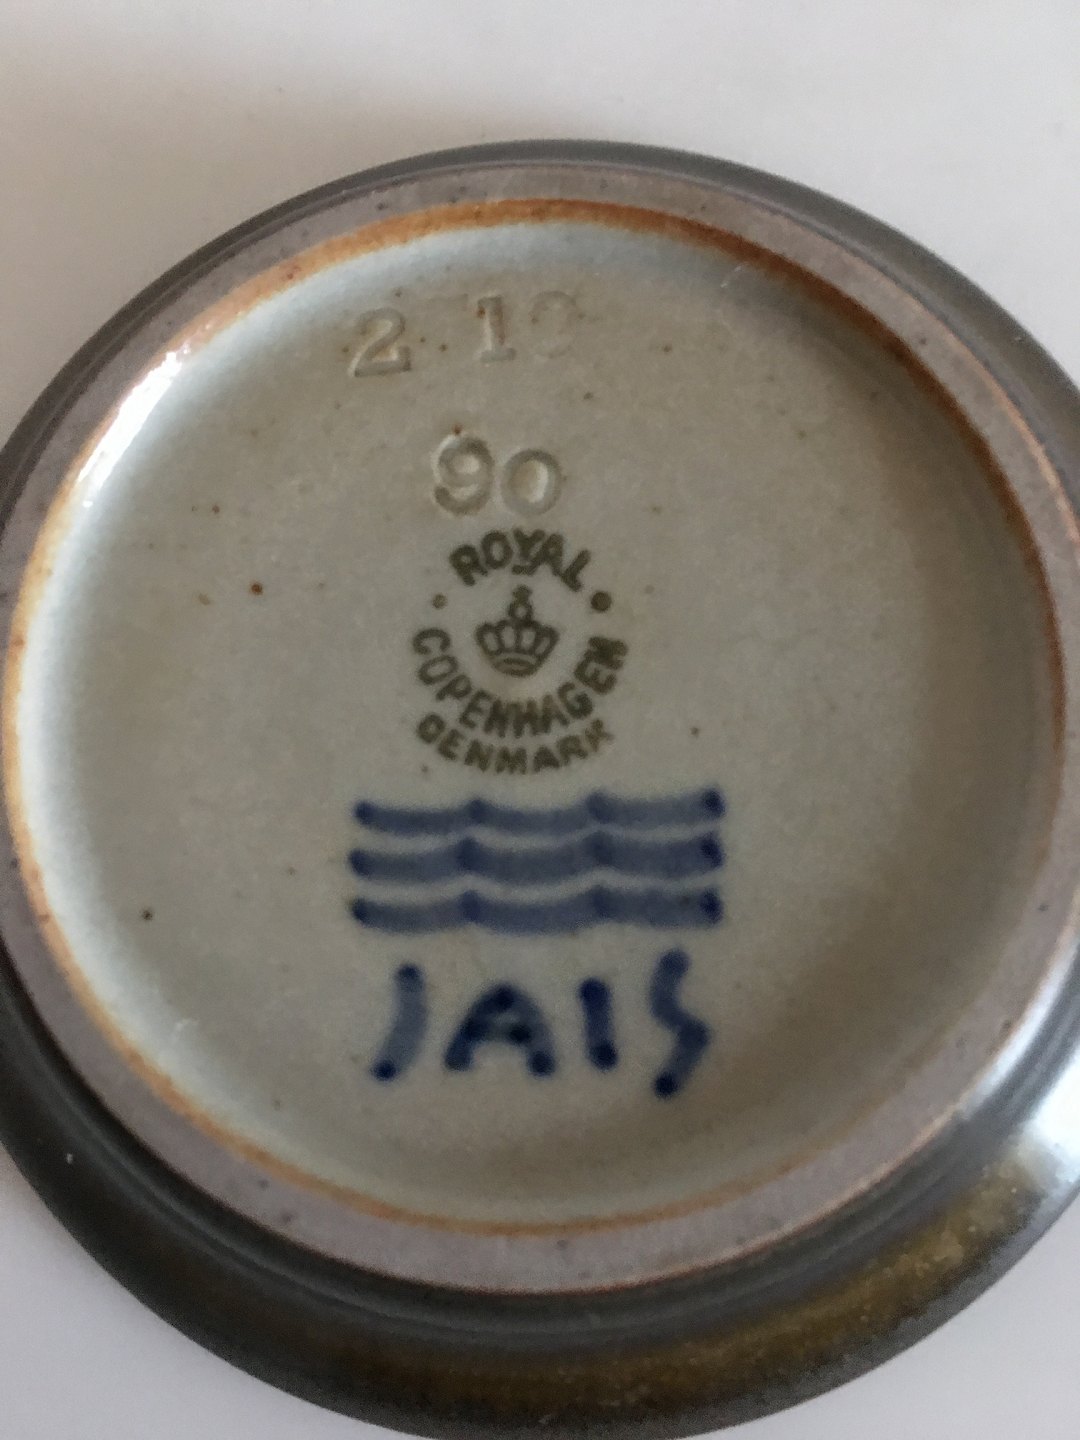 90
ROYAL
COPENHAGEN
DENMARK
JAIS